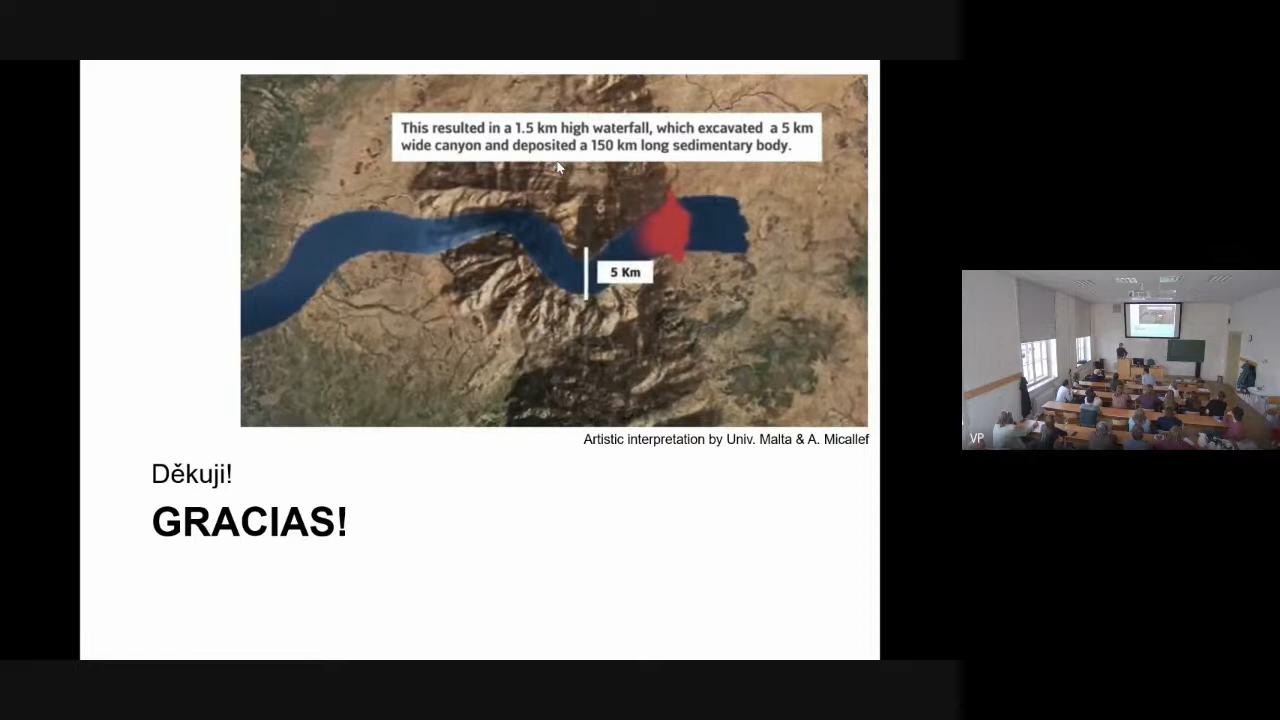 This resulted in a 1.5 km high waterfall, which excavated a 5 km
wide canyon and deposited a 150 km long sedimentary body.
5 Km
Artistic interpretation by Univ. Malta & A. Micallef
Děkuji!
GRACIAS!
VP